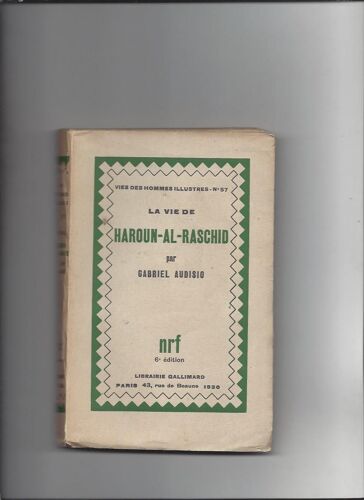 VIES DES HOMMES ILLUSTRES - N° 57
LA VIE DE
HAROUN-AL-RASCHID
par
GABRIEL AUDISIO
nrf
6e édition
LIBRAIRIE GALLIMARD
PARIS 43, rue de Beaune 1930